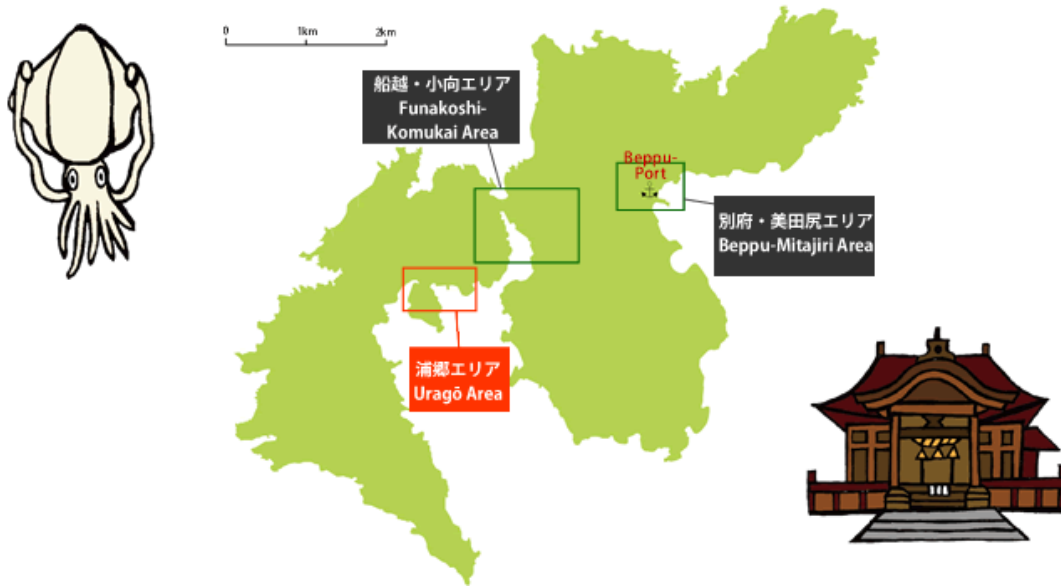 0 1km 2km
船越・小向エリア
Funakoshi-
Komukai Area
Beppu-
Port
別府・美田尻エリア
Beppu-Mitajiri Area
浦郷エリア
Uragō Area